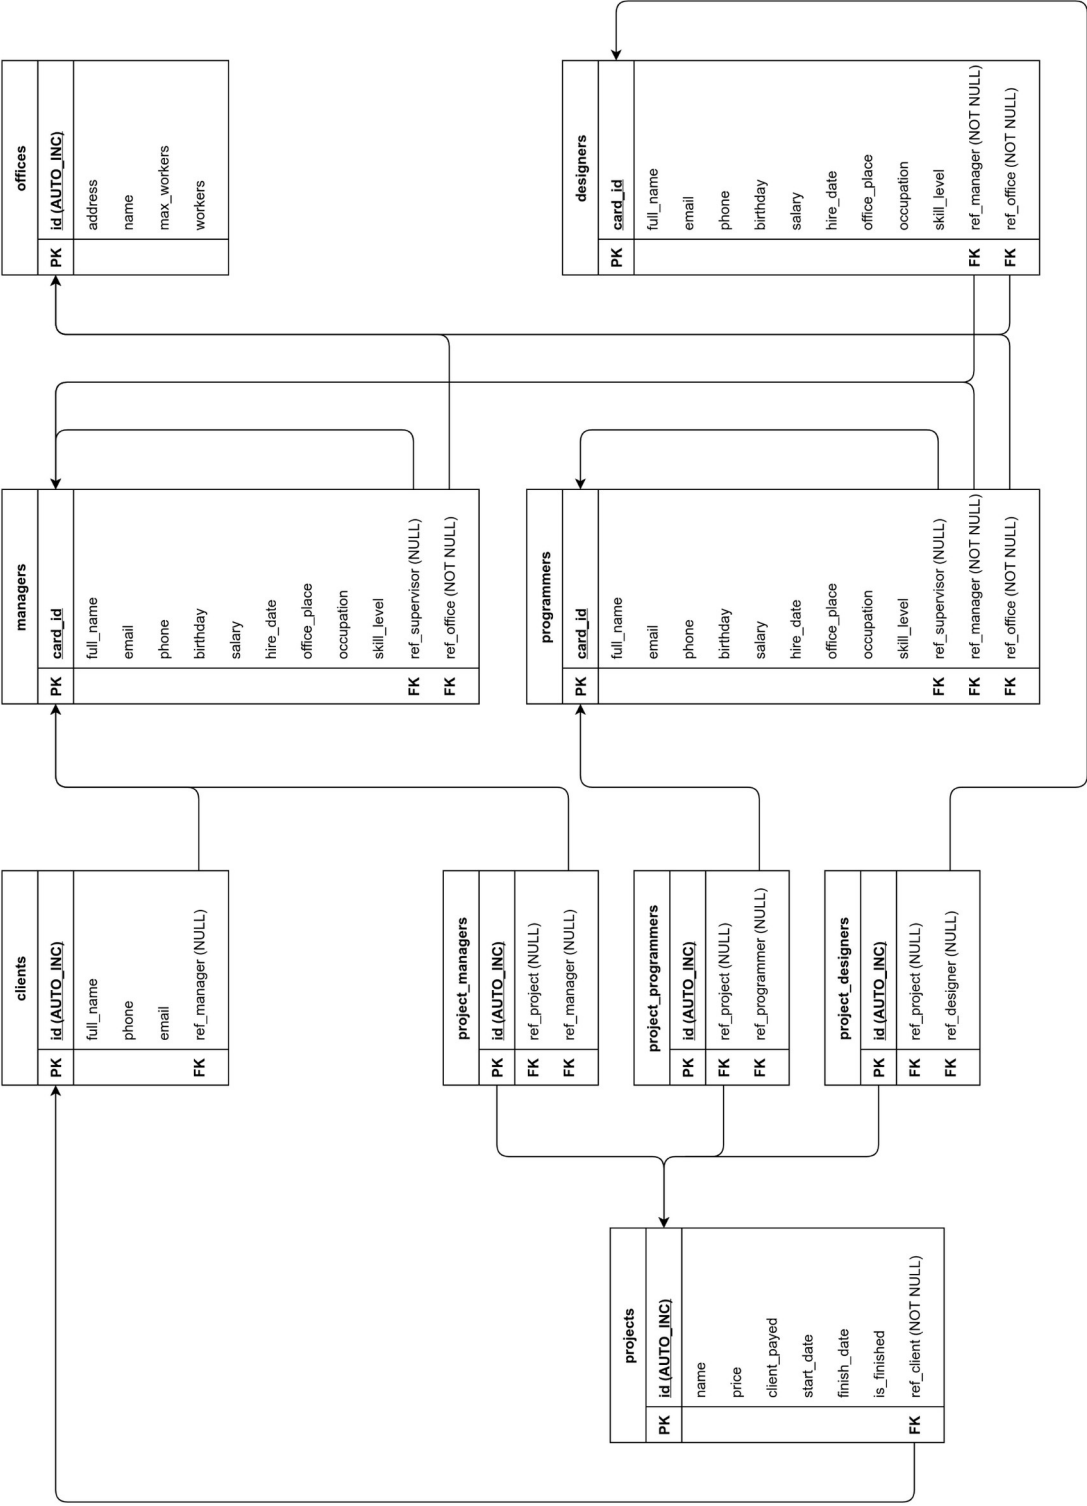 projects
PK id (AUTO_INC)
name
price
client_payed
start_date
finish_date
is_finished
FK ref_client (NOT NULL)
clients
PK id (AUTO_INC)
full_name
phone
email
FK ref_manager (NULL)
project_managers
PK id (AUTO_INC)
FK ref_project (NULL)
FK ref_manager (NULL)
project_programmers
PK id (AUTO_INC)
FK ref_project (NULL)
FK ref_programmer (NULL)
project_designers
PK id (AUTO_INC)
FK ref_project (NULL)
FK ref_designer (NULL)
managers
PK card_id
full_name
email
phone
birthday
salary
hire_date
office_place
occupation
skill_level
FK ref_supervisor (NULL)
FK ref_office (NOT NULL)
programmers
PK card_id
full_name
email
phone
birthday
salary
hire_date
office_place
occupation
skill_level
FK ref_supervisor (NULL)
FK ref_manager (NOT NULL)
FK ref_office (NOT NULL)
offices
PK id (AUTO_INC)
address
name
max_workers
workers
designers
PK card_id
full_name
email
phone
birthday
salary
hire_date
office_place
occupation
skill_level
FK ref_manager (NOT NULL)
FK ref_office (NOT NULL)